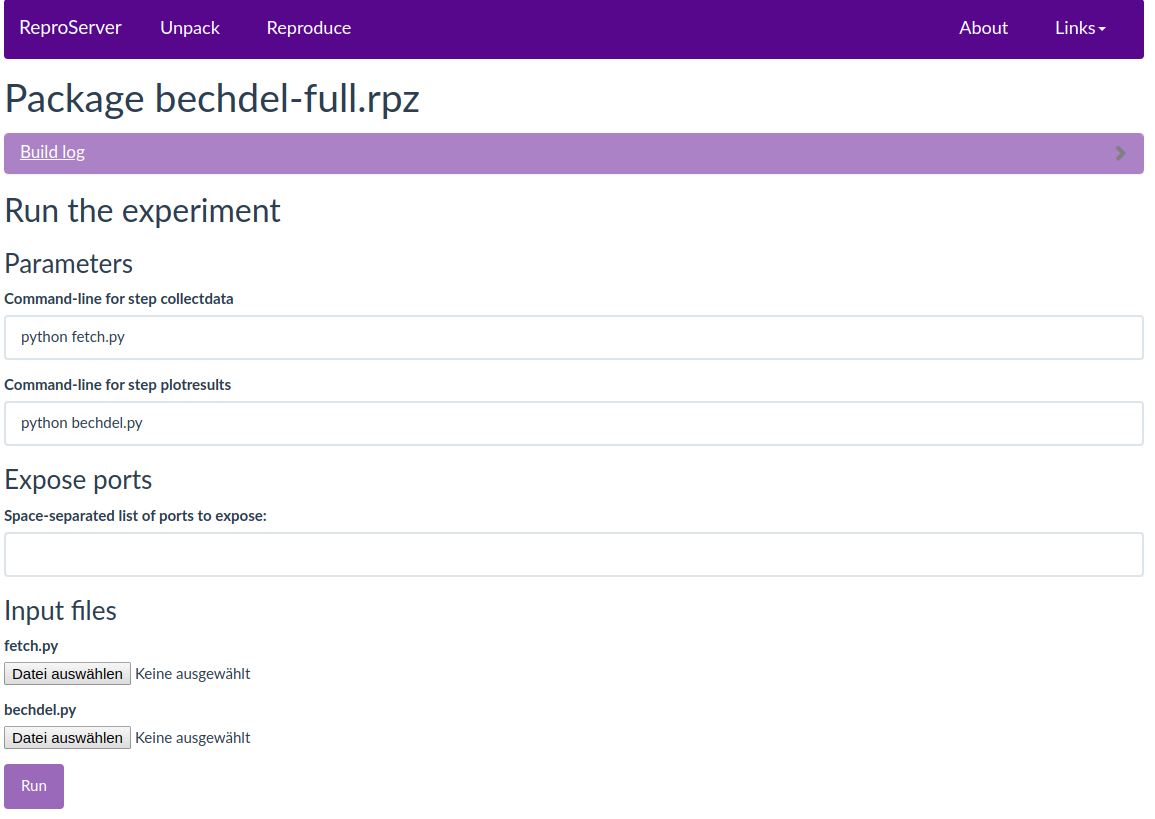 ReproServer Unpack Reproduce About Links
Package bechdel-full.rpz
Build log
Run the experiment
Parameters
Command-line for step collectdata
python fetch.py
Command-line for step plotresults
python bechdel.py
Expose ports
Space-separated list of ports to expose:
Input files
fetch.py
Datei auswählen Keine ausgewählt
bechdel.py
Datei auswählen Keine ausgewählt
Run